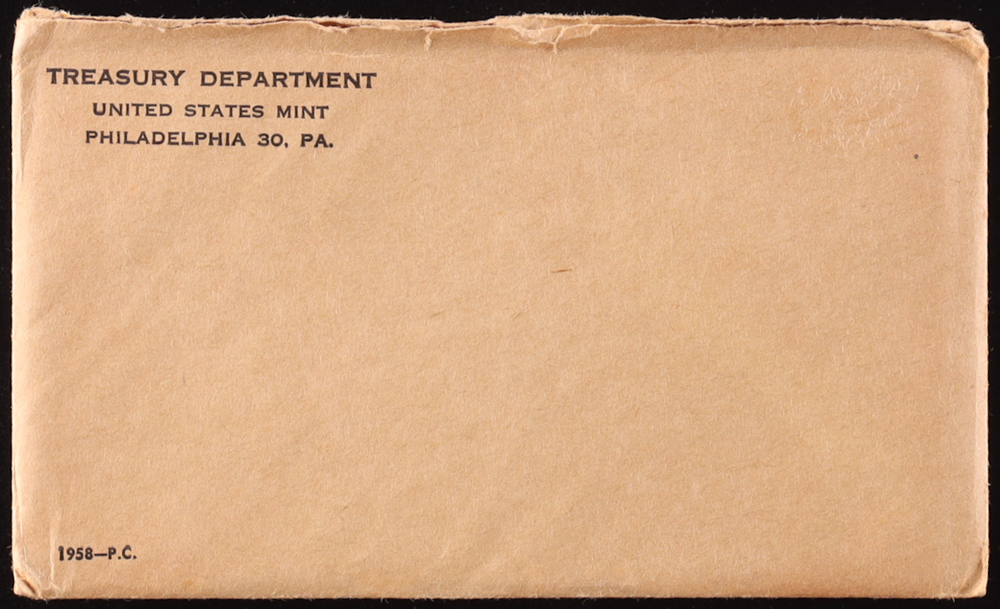 TREASURY DEPARTMENT
UNITED STATES MINT
PHILADELPHIA 30, PA.
1958—P.C.